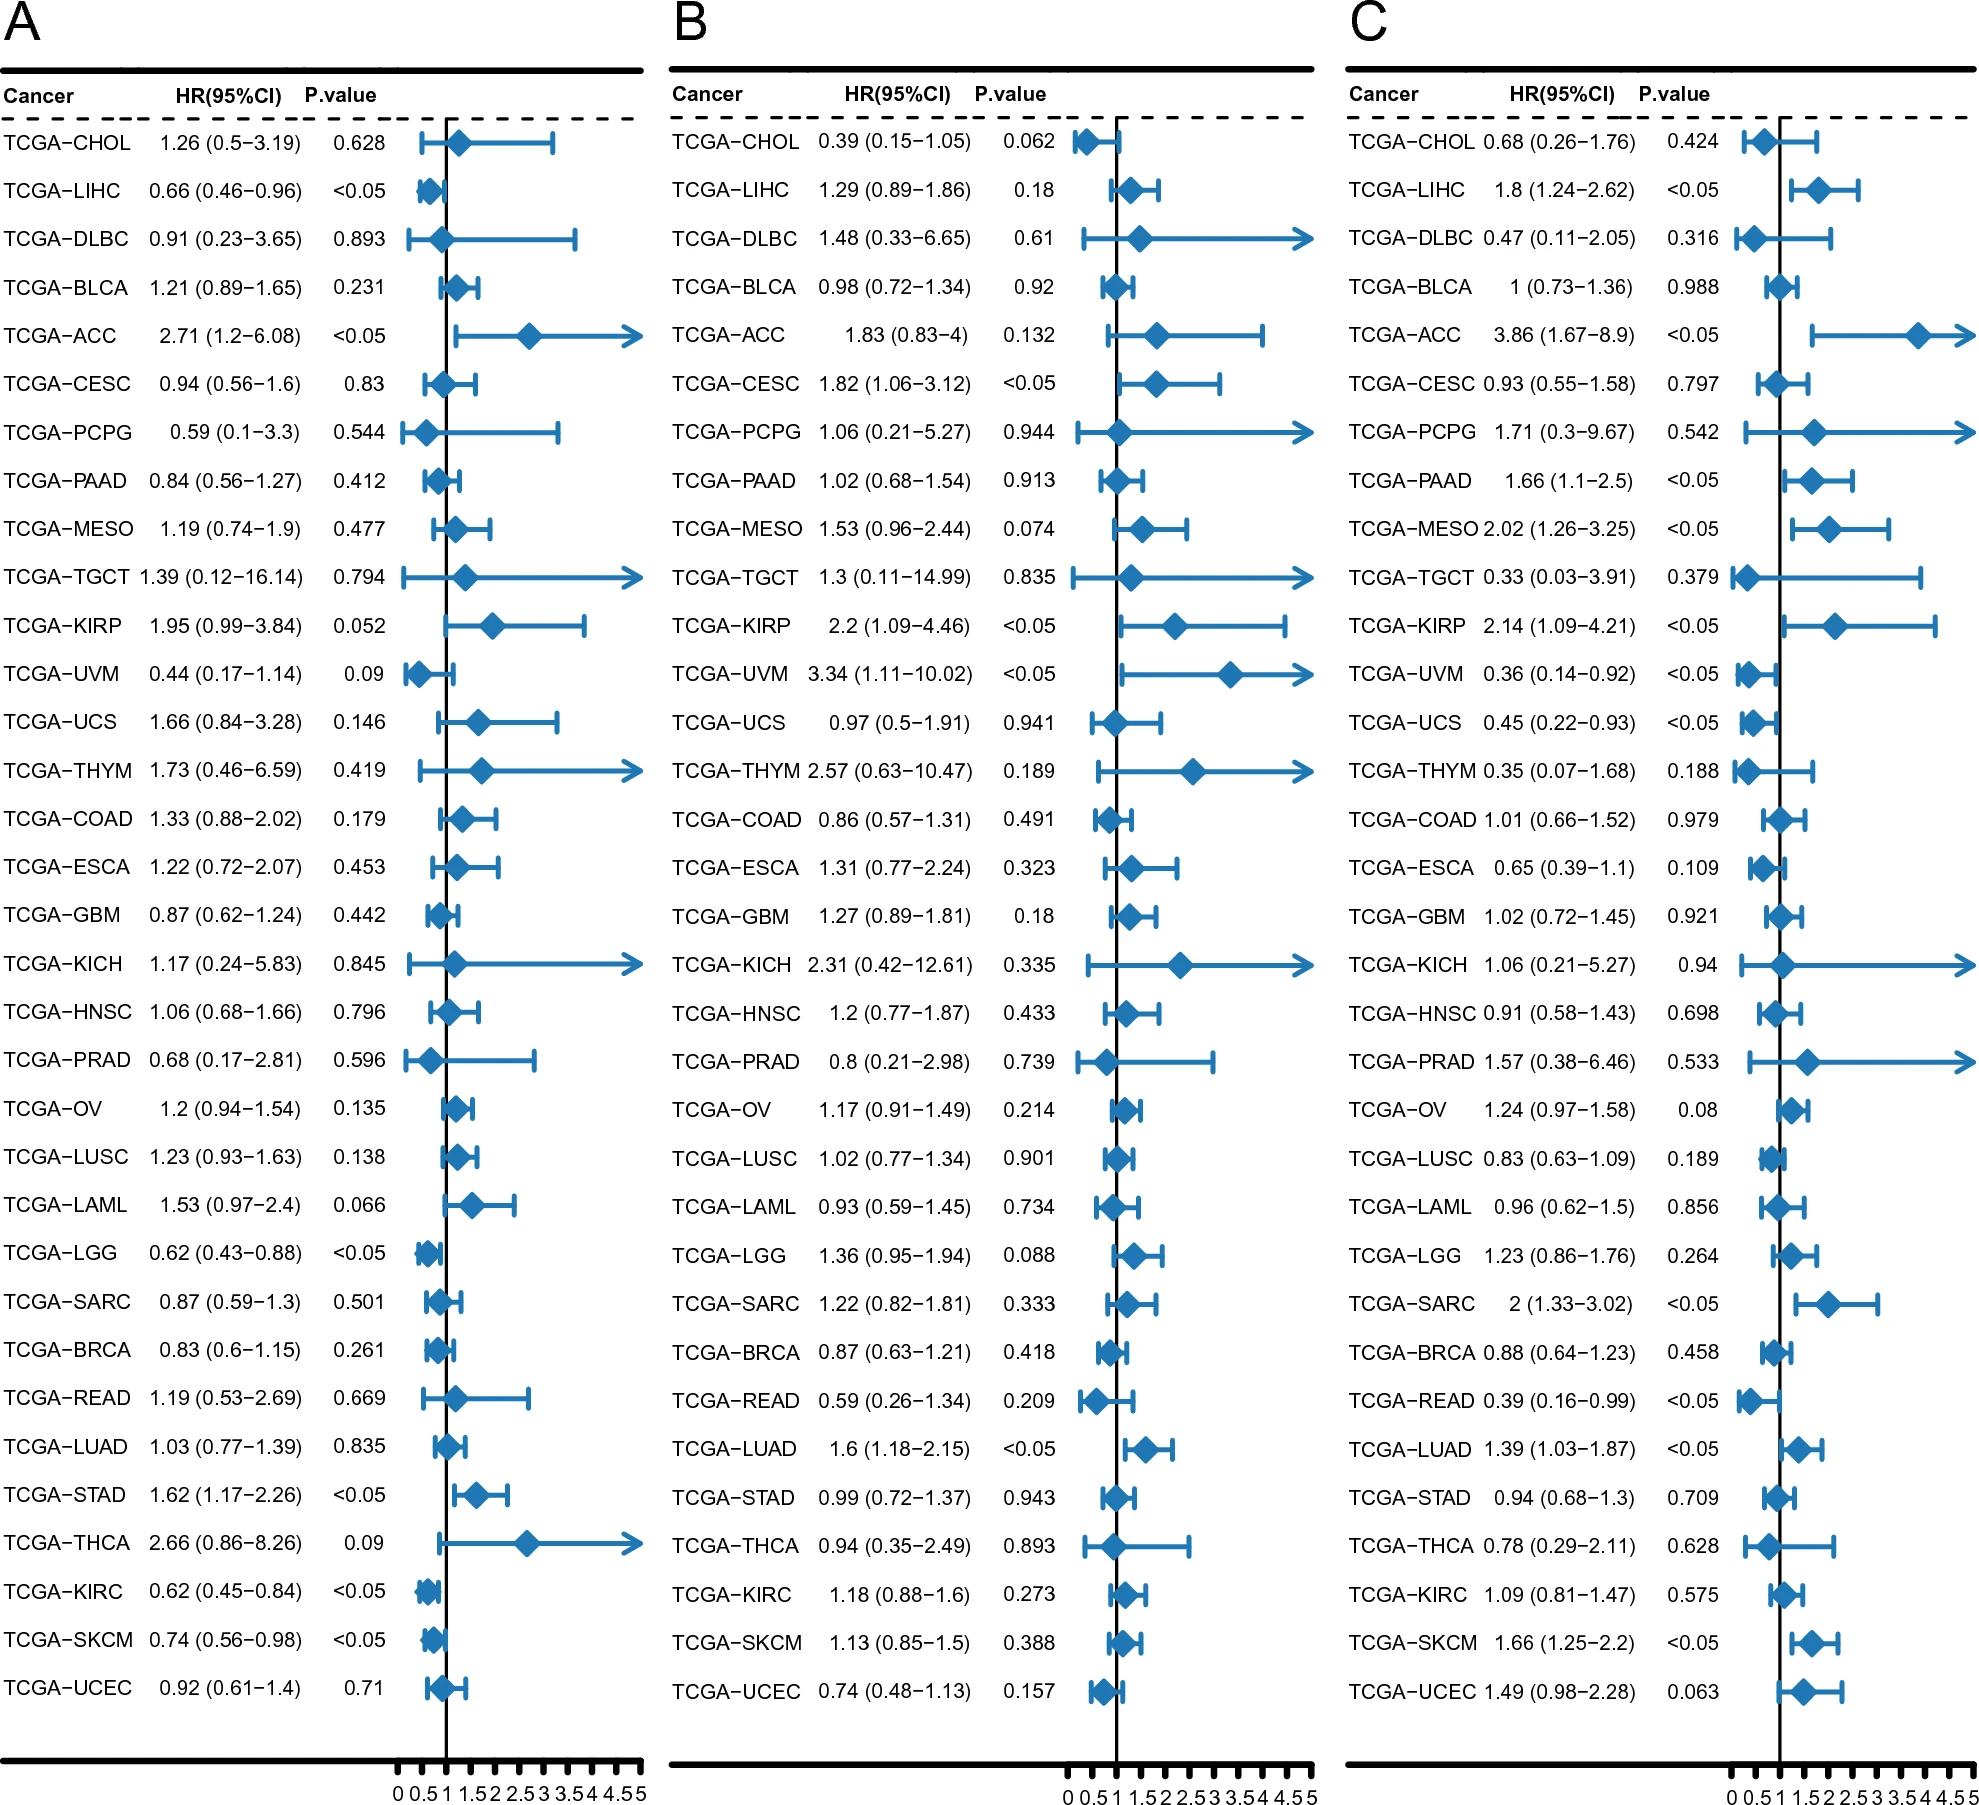 A
Cancer HR(95%CI) P.value
TCGA−CHOL 1.26 (0.5−3.19) 0.628
TCGA−LIHC 0.66 (0.46−0.96) <0.05
TCGA−DLBC 0.91 (0.23−3.65) 0.893
TCGA−BLCA 1.21 (0.89−1.65) 0.231
TCGA−ACC 2.71 (1.2−6.08) <0.05
TCGA−CESC 0.94 (0.56−1.6) 0.83
TCGA−PCPG 0.59 (0.1−3.3) 0.544
TCGA−PAAD 0.84 (0.56−1.27) 0.412
TCGA−MESO 1.19 (0.74−1.9) 0.477
TCGA−TGCT 1.39 (0.12−16.14) 0.794
TCGA−KIRP 1.95 (0.99−3.84) 0.052
TCGA−UVM 0.44 (0.17−1.14) 0.09
TCGA−UCS 1.66 (0.84−3.28) 0.146
TCGA−THYM 1.73 (0.46−6.59) 0.419
TCGA−COAD 1.33 (0.88−2.02) 0.179
TCGA−ESCA 1.22 (0.72−2.07) 0.453
TCGA−GBM 0.87 (0.62−1.24) 0.442
TCGA−KICH 1.17 (0.24−5.83) 0.845
TCGA−HNSC 1.06 (0.68−1.66) 0.796
TCGA−PRAD 0.68 (0.17−2.81) 0.596
TCGA−OV 1.2 (0.94−1.54) 0.135
TCGA−LUSC 1.23 (0.93−1.63) 0.138
TCGA−LAML 1.53 (0.97−2.4) 0.066
TCGA−LGG 0.62 (0.43−0.88) <0.05
TCGA−SARC 0.87 (0.59−1.3) 0.501
TCGA−BRCA 0.83 (0.6−1.15) 0.261
TCGA−READ 1.19 (0.53−2.69) 0.669
TCGA−LUAD 1.03 (0.77−1.39) 0.835
TCGA−STAD 1.62 (1.17−2.26) <0.05
TCGA−THCA 2.66 (0.86−8.26) 0.09
TCGA−KIRC 0.62 (0.45−0.84) <0.05
TCGA−SKCM 0.74 (0.56−0.98) <0.05
TCGA−UCEC 0.92 (0.61−1.4) 0.71
0 0.5 1 1.5 2 2.5 3 3.5 4 4.5 5
B
Cancer HR(95%CI) P.value
TCGA−CHOL 0.39 (0.15−1.05) 0.062
TCGA−LIHC 1.29 (0.89−1.86) 0.18
TCGA−DLBC 1.48 (0.33−6.65) 0.61
TCGA−BLCA 0.98 (0.72−1.34) 0.92
TCGA−ACC 1.83 (0.83−4) 0.132
TCGA−CESC 1.82 (1.06−3.12) <0.05
TCGA−PCPG 1.06 (0.21−5.27) 0.944
TCGA−PAAD 1.02 (0.68−1.54) 0.913
TCGA−MESO 1.53 (0.96−2.44) 0.074
TCGA−TGCT 1.3 (0.11−14.99) 0.835
TCGA−KIRP 2.2 (1.09−4.46) <0.05
TCGA−UVM 3.34 (1.11−10.02) <0.05
TCGA−UCS 0.97 (0.5−1.91) 0.941
TCGA−THYM 2.57 (0.63−10.47) 0.189
TCGA−COAD 0.86 (0.57−1.31) 0.491
TCGA−ESCA 1.31 (0.77−2.24) 0.323
TCGA−GBM 1.27 (0.89−1.81) 0.18
TCGA−KICH 2.31 (0.42−12.61) 0.335
TCGA−HNSC 1.2 (0.77−1.87) 0.433
TCGA−PRAD 0.8 (0.21−2.98) 0.739
TCGA−OV 1.17 (0.91−1.49) 0.214
TCGA−LUSC 1.02 (0.77−1.34) 0.901
TCGA−LAML 0.93 (0.59−1.45) 0.734
TCGA−LGG 1.36 (0.95−1.94) 0.088
TCGA−SARC 1.22 (0.82−1.81) 0.333
TCGA−BRCA 0.87 (0.63−1.21) 0.418
TCGA−READ 0.59 (0.26−1.34) 0.209
TCGA−LUAD 1.6 (1.18−2.15) <0.05
TCGA−STAD 0.99 (0.72−1.37) 0.943
TCGA−THCA 0.94 (0.35−2.49) 0.893
TCGA−KIRC 1.18 (0.88−1.6) 0.273
TCGA−SKCM 1.13 (0.85−1.5) 0.388
TCGA−UCEC 0.74 (0.48−1.13) 0.157
0 0.5 1 1.5 2 2.5 3 3.5 4 4.5 5
C
Cancer HR(95%CI) P.value
TCGA−CHOL 0.68 (0.26−1.76) 0.424
TCGA−LIHC 1.8 (1.24−2.62) <0.05
TCGA−DLBC 0.47 (0.11−2.05) 0.316
TCGA−BLCA 1 (0.73−1.36) 0.988
TCGA−ACC 3.86 (1.67−8.9) <0.05
TCGA−CESC 0.93 (0.55−1.58) 0.797
TCGA−PCPG 1.71 (0.3−9.67) 0.542
TCGA−PAAD 1.66 (1.1−2.5) <0.05
TCGA−MESO 2.02 (1.26−3.25) <0.05
TCGA−TGCT 0.33 (0.03−3.91) 0.379
TCGA−KIRP 2.14 (1.09−4.21) <0.05
TCGA−UVM 0.36 (0.14−0.92) <0.05
TCGA−UCS 0.45 (0.22−0.93) <0.05
TCGA−THYM 0.35 (0.07−1.68) 0.188
TCGA−COAD 1.01 (0.66−1.52) 0.979
TCGA−ESCA 0.65 (0.39−1.1) 0.109
TCGA−GBM 1.02 (0.72−1.45) 0.921
TCGA−KICH 1.06 (0.21−5.27) 0.94
TCGA−HNSC 0.91 (0.58−1.43) 0.698
TCGA−PRAD 1.57 (0.38−6.46) 0.533
TCGA−OV 1.24 (0.97−1.58) 0.08
TCGA−LUSC 0.83 (0.63−1.09) 0.189
TCGA−LAML 0.96 (0.62−1.5) 0.856
TCGA−LGG 1.23 (0.86−1.76) 0.264
TCGA−SARC 2 (1.33−3.02) <0.05
TCGA−BRCA 0.88 (0.64−1.23) 0.458
TCGA−READ 0.39 (0.16−0.99) <0.05
TCGA−LUAD 1.39 (1.03−1.87) <0.05
TCGA−STAD 0.94 (0.68−1.3) 0.709
TCGA−THCA 0.78 (0.29−2.11) 0.628
TCGA−KIRC 1.09 (0.81−1.47) 0.575
TCGA−SKCM 1.66 (1.25−2.2) <0.05
TCGA−UCEC 1.49 (0.98−2.28) 0.063
0 0.5 1 1.5 2 2.5 3 3.5 4 4.5 5